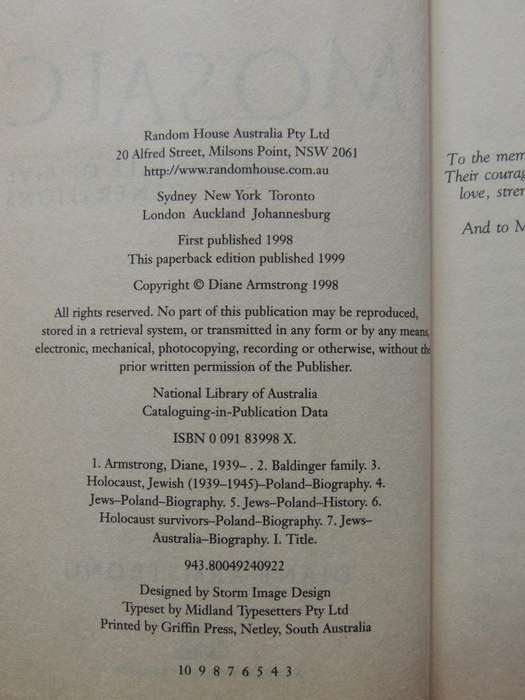 Random House Australia Pty Ltd
20 Alfred Street, Milsons Point, NSW 2061
http://www.randomhouse.com.au
Sydney New York Toronto
London Auckland Johannesburg
First published 1998
This paperback edition published 1999
Copyright © Diane Armstrong 1998
All rights reserved. No part of this publication may be reproduced,
stored in a retrieval system, or transmitted in any form or by any means,
electronic, mechanical, photocopying, recording or otherwise, without the
prior written permission of the Publisher.
National Library of Australia
Cataloguing-in-Publication Data
ISBN 0 091 83998 X.
1. Armstrong, Diane, 1939– . 2. Baldinger family. 3.
Holocaust, Jewish (1939–1945)–Poland–Biography. 4.
Jews–Poland–Biography. 5. Jews–Poland–History. 6.
Holocaust survivors–Poland–Biography. 7. Jews–
Australia–Biography. I. Title.
943.80049240922
Designed by Storm Image Design
Typeset by Midland Typesetters Pty Ltd
Printed by Griffin Press, Netley, South Australia
10 9 8 7 6 5 4 3
To the mem
Their courag
love, stren
And to M